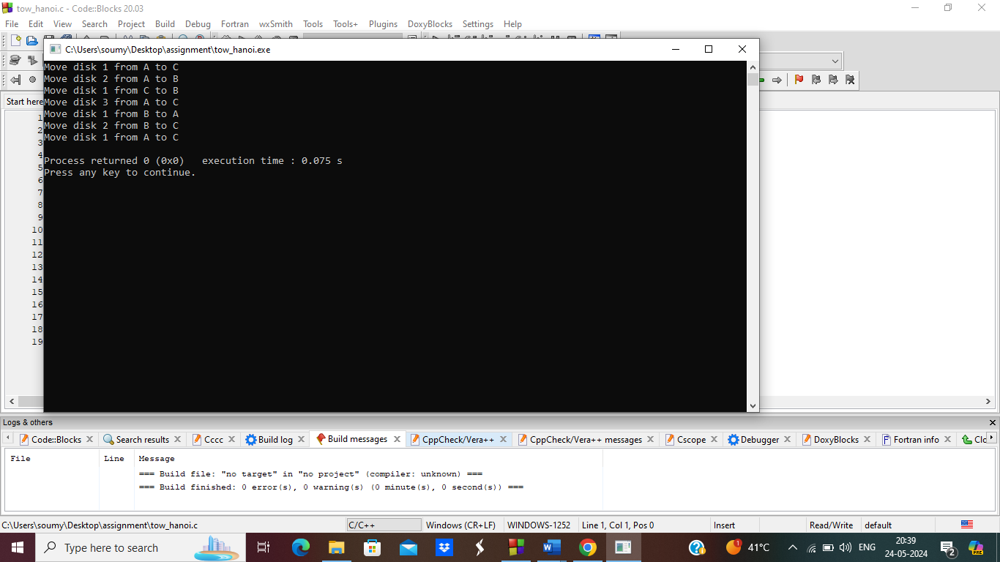 tow_hanoi.c - Code::Blocks 20.03
File Edit View Search Project Build Debug Fortran wxSmith Tools Tools+ Plugins DoxyBlocks Settings Help
C:\Users\soumy\Desktop\assignment\tow_hanoi.exe
Move disk 1 from A to C
Move disk 2 from A to B
Move disk 1 from C to B
Start here
Move disk 3 from A to C
Move disk 1 from B to A
Move disk 2 from B to C
Move disk 1 from A to C
Process returned 0 (0x0)   execution time : 0.075 s
Press any key to continue.
1
2
3
4
5
6
7
8
9
10
11
12
13
14
15
16
17
18
19
Logs & others
Code::Blocks Search results Cccc Build log Build messages CppCheck/Vera++ CppCheck/Vera++ messages Cscope Debugger DoxyBlocks Fortran info Clo
File Line Message
=== Build file: "no target" in "no project" (compiler: unknown) ===
=== Build finished: 0 error(s), 0 warning(s) (0 minute(s), 0 second(s)) ===
C:\Users\soumy\Desktop\assignment\tow_hanoi.c C/C++ Windows (CR+LF) WINDOWS-1252 Line 1, Col 1, Pos 0 Insert Read/Write default
Type here to search
41°C ENG
20:39
24-05-2024
2
PRE